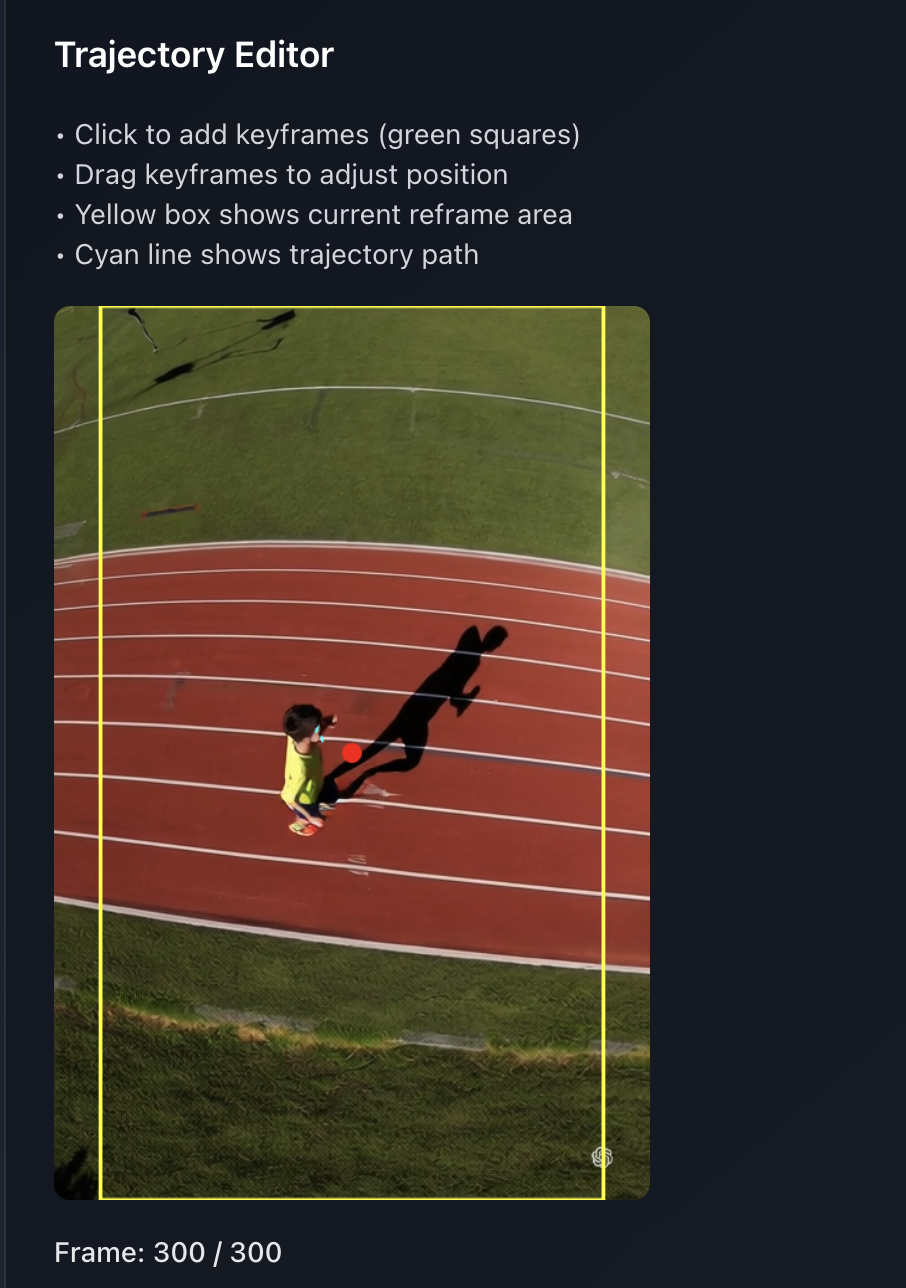 Trajectory Editor
• Click to add keyframes (green squares)
• Drag keyframes to adjust position
• Yellow box shows current reframe area
• Cyan line shows trajectory path
Frame: 300 / 300